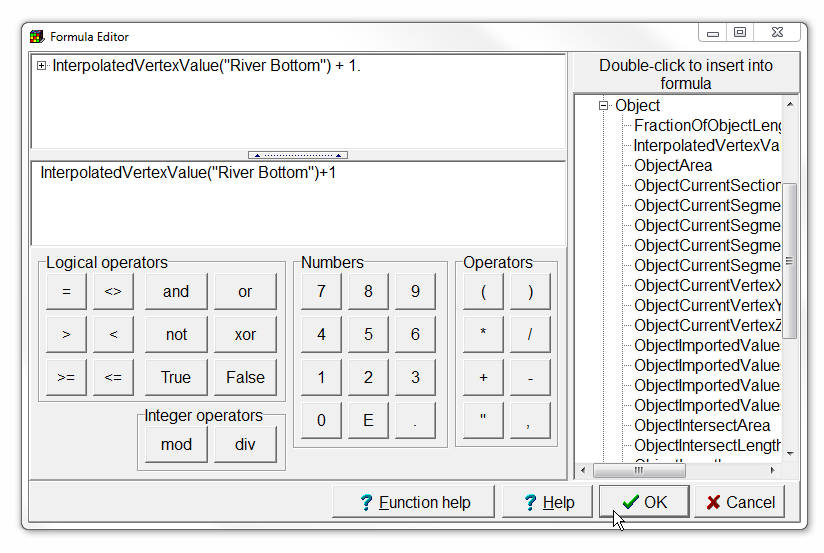 Formula Editor
InterpolatedVertexValue("River Bottom") + 1.
InterpolatedVertexValue("River Bottom")+1
Logical operators
= <> and or
> < not xor
>= <= True False
Integer operators
mod div
Numbers
7 8 9
4 5 6
1 2 3
0 E .
Operators
( )
* /
+ -
" ,
Double-click to insert into
formula
Object
FractionOfObjectLeng
InterpolatedVertexVa
ObjectArea
ObjectCurrentSection
ObjectCurrentSegme
ObjectCurrentSegme
ObjectCurrentSegme
ObjectCurrentSegme
ObjectCurrentVertexX
ObjectCurrentVertexY
ObjectCurrentVertexZ
ObjectImportedValue
ObjectImportedValue
ObjectImportedValue
ObjectImportedValue
ObjectIntersectArea
ObjectIntersectLength
Function help
Help
OK
Cancel